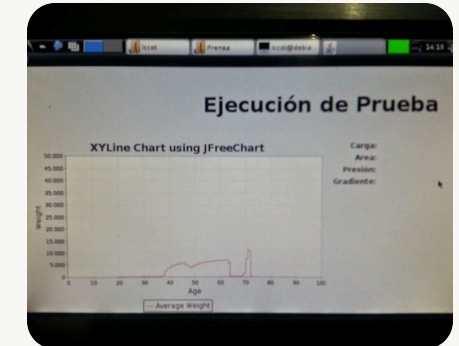 lccet
Prensa
lccet@debia
14:18
Ejecución de Prueba
XYLine Chart using JFreeChart
Carga:
Area:
Presión:
Gradiente:
Weight
50.000
45.000
40.000
35.000
30.000
25.000
20.000
15.000
10.000
5.000
0
0 10 20 30 40 50 60 70 80 90 100
Age
Average Weight